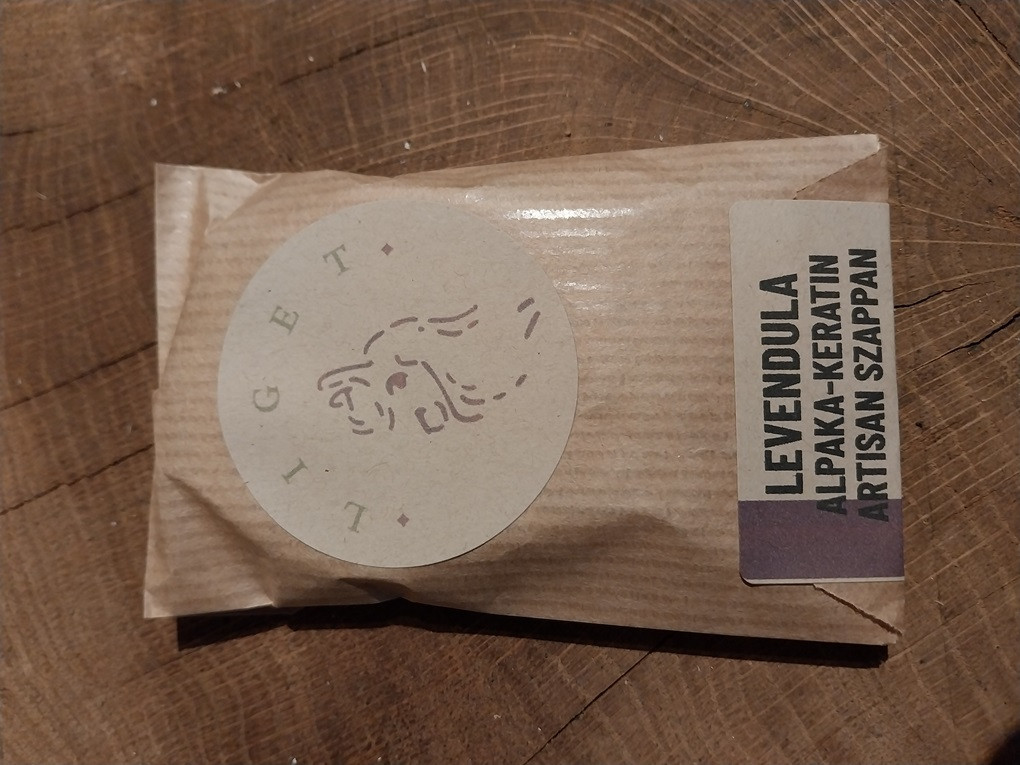 LIGET
LEVENDULA
ALPAKA-KERATIN
ARTISAN SZAPPAN